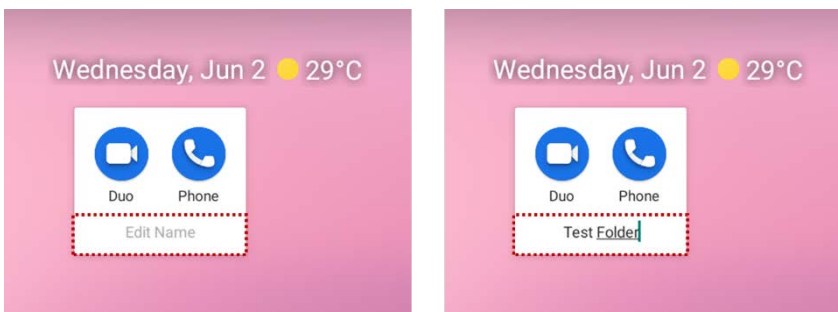 Wednesday, Jun 2 29°C
Duo Phone
Edit Name
Wednesday, Jun 2 29°C
Duo Phone
Test Folder